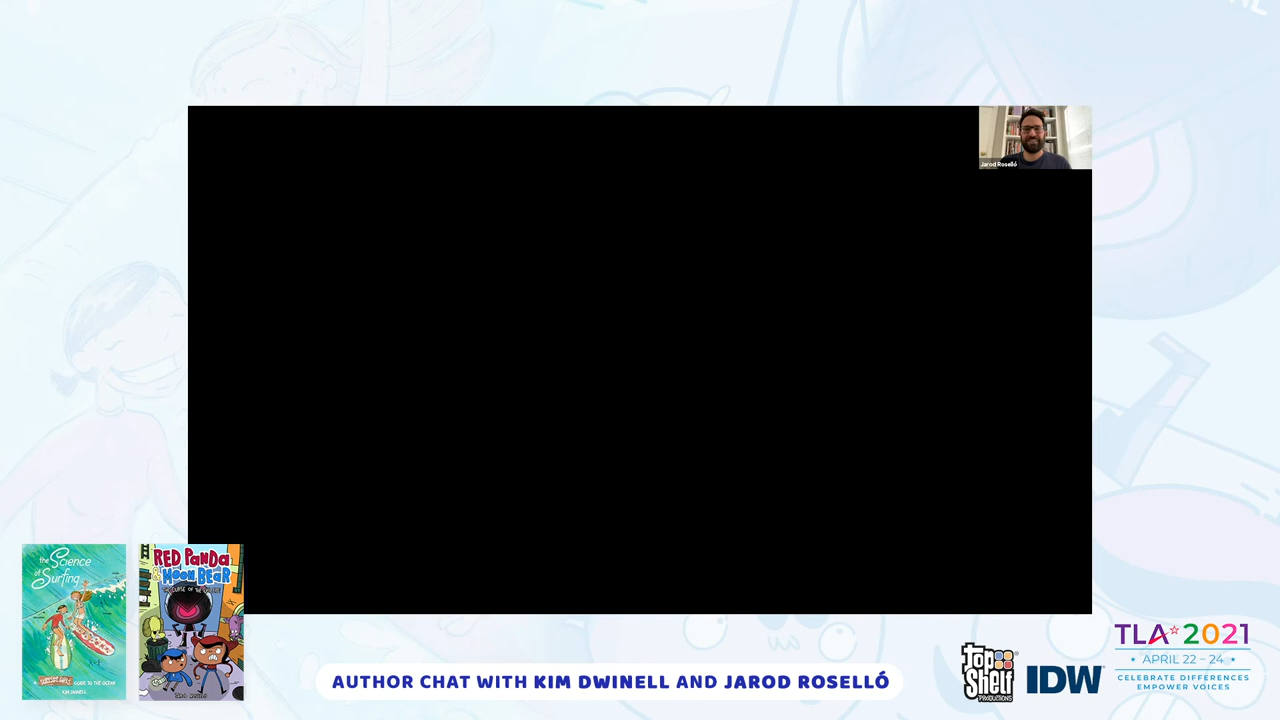 Jarod Roselló
the Science
of Surfing
GUIDE TO THE OCEAN
KIM DWINELL
RED PANDA
& MOON BEAR
AUTHOR CHAT WITH KIM DWINELL AND JAROD ROSELLÓ
Top
Shelf
PRODUCTIONS
IDW
TLA 2021
APRIL 22 – 24
CELEBRATE DIFFERENCES
EMPOWER VOICES